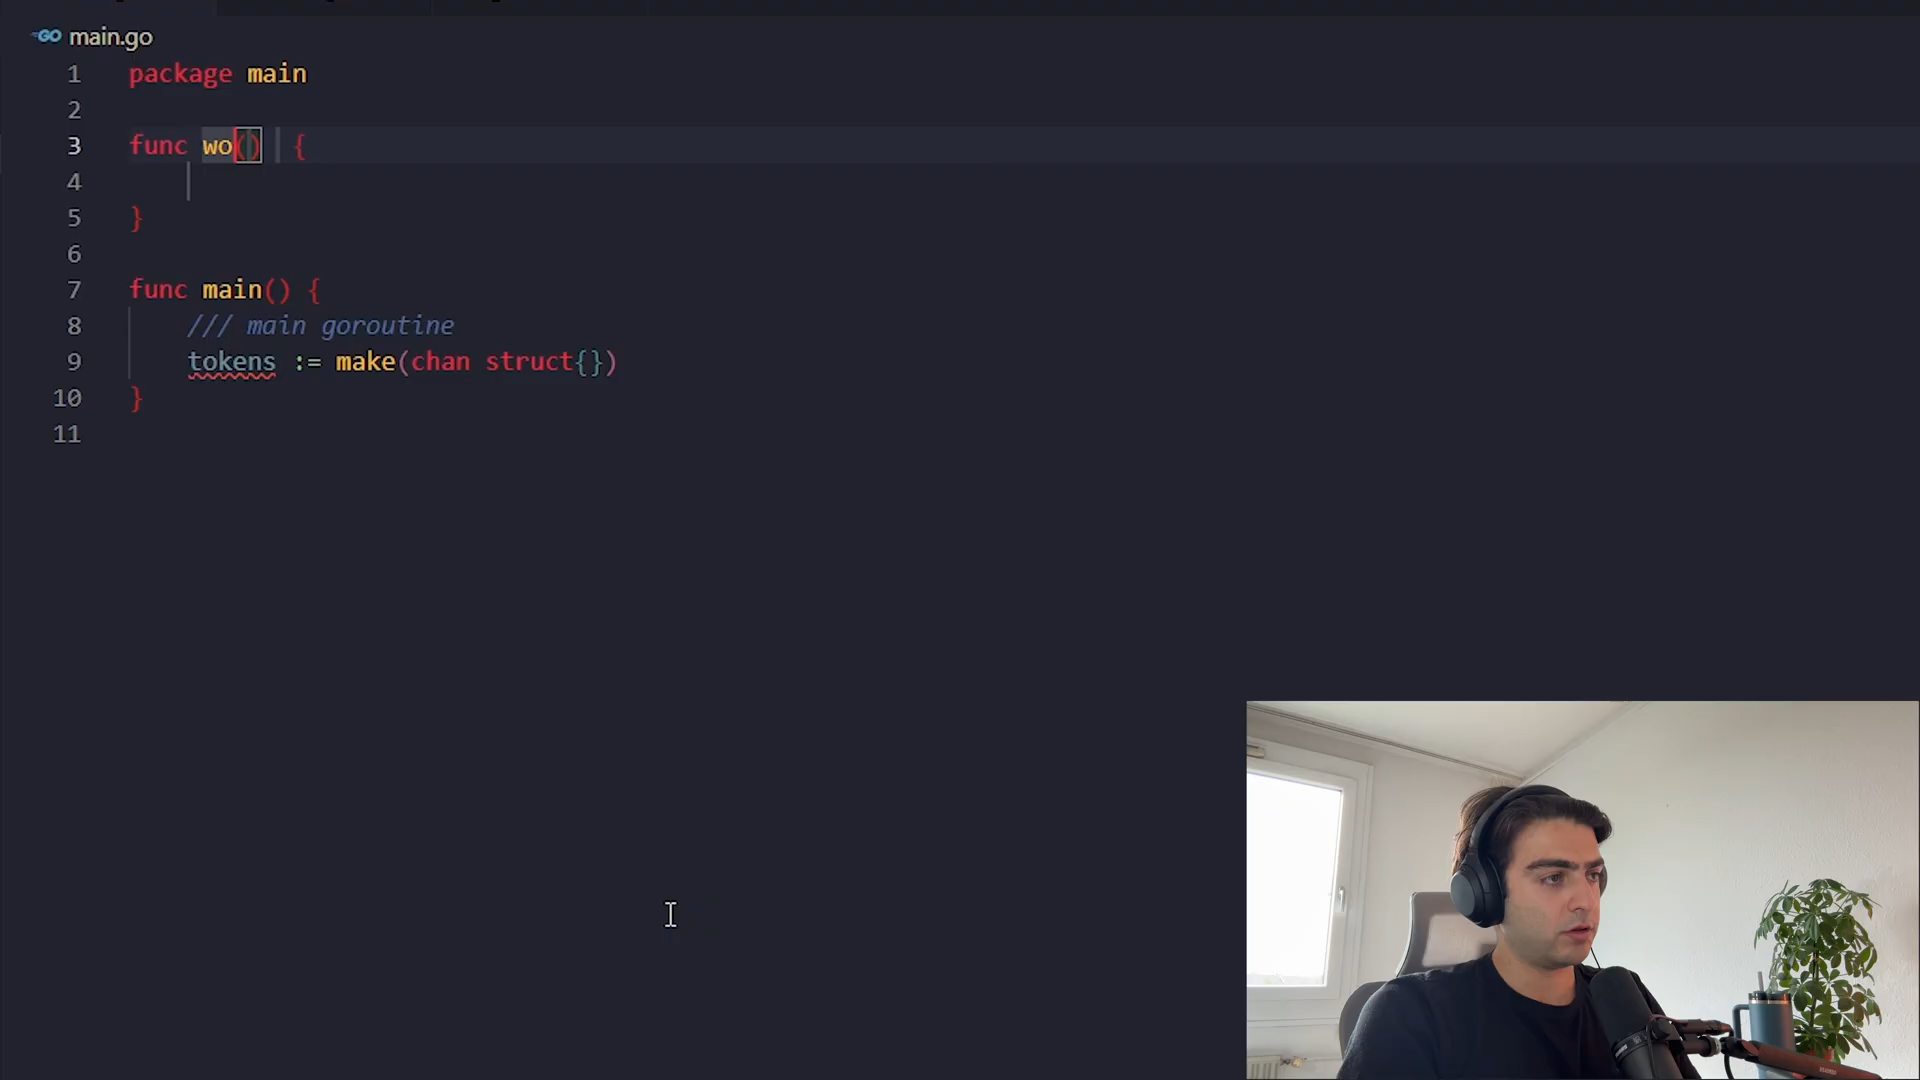 GO main.go
1 package main
2
3 func wo() {
4
5 }
6
7 func main() {
8 /// main goroutine
9 tokens := make(chan struct{})
10 }
11